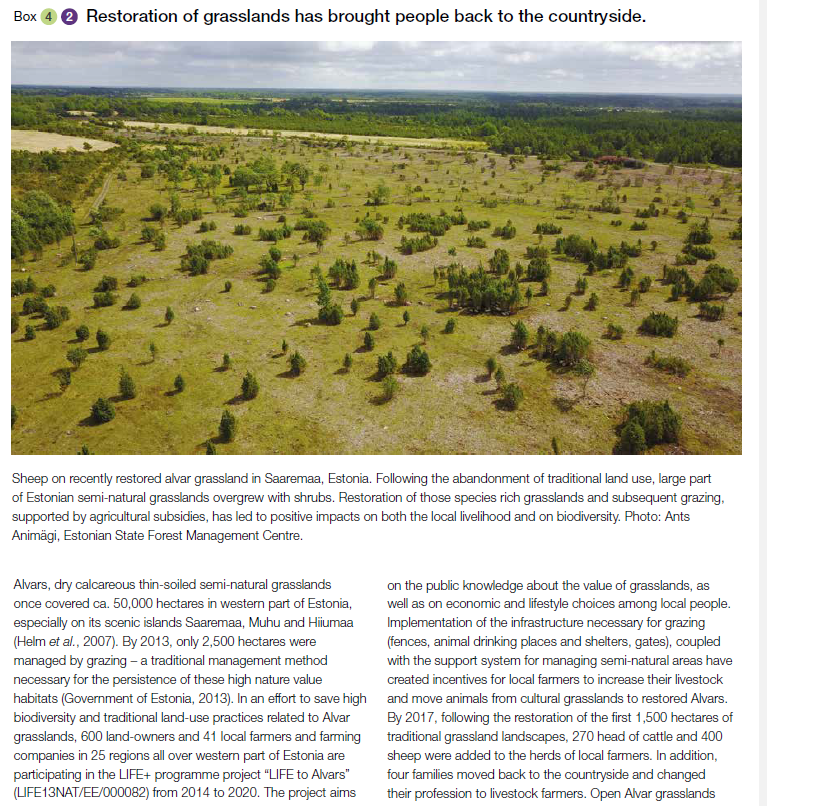 Box 4 2 Restoration of grasslands has brought people back to the countryside.
Sheep on recently restored alvar grassland in Saaremaa, Estonia. Following the abandonment of traditional land use, large part
of Estonian semi-natural grasslands overgrew with shrubs. Restoration of those species rich grasslands and subsequent grazing,
supported by agricultural subsidies, has led to positive impacts on both the local livelihood and on biodiversity. Photo: Ants
Animägi, Estonian State Forest Management Centre.
Alvars, dry calcareous thin-soiled semi-natural grasslands
once covered ca. 50,000 hectares in western part of Estonia,
especially on its scenic islands Saaremaa, Muhu and Hiiumaa
(Helm et al., 2007). By 2013, only 2,500 hectares were
managed by grazing – a traditional management method
necessary for the persistence of these high nature value
habitats (Government of Estonia, 2013). In an effort to save high
biodiversity and traditional land-use practices related to Alvar
grasslands, 600 land-owners and 41 local farmers and farming
companies in 25 regions all over western part of Estonia are
participating in the LIFE+ programme project “LIFE to Alvars”
(LIFE13NAT/EE/000082) from 2014 to 2020. The project aims
on the public knowledge about the value of grasslands, as
well as on economic and lifestyle choices among local people.
Implementation of the infrastructure necessary for grazing
(fences, animal drinking places and shelters, gates), coupled
with the support system for managing semi-natural areas have
created incentives for local farmers to increase their livestock
and move animals from cultural grasslands to restored Alvars.
By 2017, following the restoration of the first 1,500 hectares of
traditional grassland landscapes, 270 head of cattle and 400
sheep were added to the herds of local farmers. In addition,
four families moved back to the countryside and changed
their profession to livestock farmers. Open Alvar grasslands